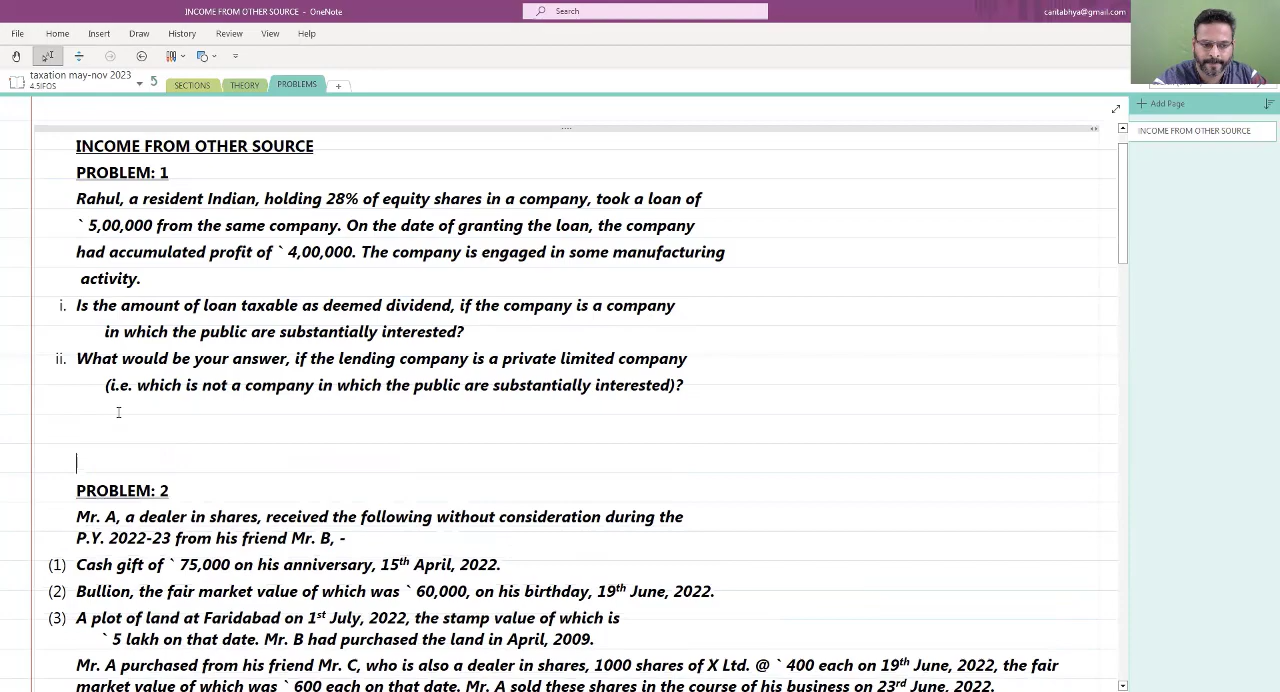 INCOME FROM OTHER SOURCE - OneNote
Search
cantabhya@gmail.com
File Home Insert Draw History Review View Help
taxation may-nov 2023
4.5IFOS
SECTIONS THEORY PROBLEMS
Add Page
INCOME FROM OTHER SOURCE
INCOME FROM OTHER SOURCE
PROBLEM: 1
Rahul, a resident Indian, holding 28% of equity shares in a company, took a loan of
` 5,00,000 from the same company. On the date of granting the loan, the company
had accumulated profit of ` 4,00,000. The company is engaged in some manufacturing
activity.
i. Is the amount of loan taxable as deemed dividend, if the company is a company
in which the public are substantially interested?
ii. What would be your answer, if the lending company is a private limited company
(i.e. which is not a company in which the public are substantially interested)?
PROBLEM: 2
Mr. A, a dealer in shares, received the following without consideration during the
P.Y. 2022-23 from his friend Mr. B, -
(1) Cash gift of ` 75,000 on his anniversary, 15th April, 2022.
(2) Bullion, the fair market value of which was ` 60,000, on his birthday, 19th June, 2022.
(3) A plot of land at Faridabad on 1st July, 2022, the stamp value of which is
` 5 lakh on that date. Mr. B had purchased the land in April, 2009.
Mr. A purchased from his friend Mr. C, who is also a dealer in shares, 1000 shares of X Ltd. @ ` 400 each on 19th June, 2022, the fair
market value of which was ` 600 each on that date. Mr. A sold these shares in the course of his business on 23rd June, 2022.